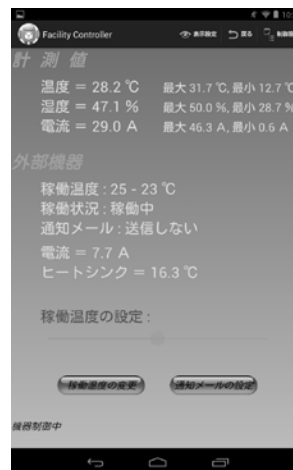 Facility Controller 表示設定 戻る
計 測 値
温度 = 28.2 ℃ 最大 31.7 ℃, 最小 12.7 ℃
湿度 = 47.1 % 最大 50.0 %, 最小 28.7 %
電流 = 29.0 A 最大 46.3 A, 最小 0.6 A
外部機器
稼働温度 : 25 - 23 ℃
稼働状況 : 稼働中
通知メール : 送信しない
電流 = 7.7 A
ヒートシンク = 16.3 ℃
稼働温度の設定 :
稼働温度の変更 通知メールの設定
機器制御中